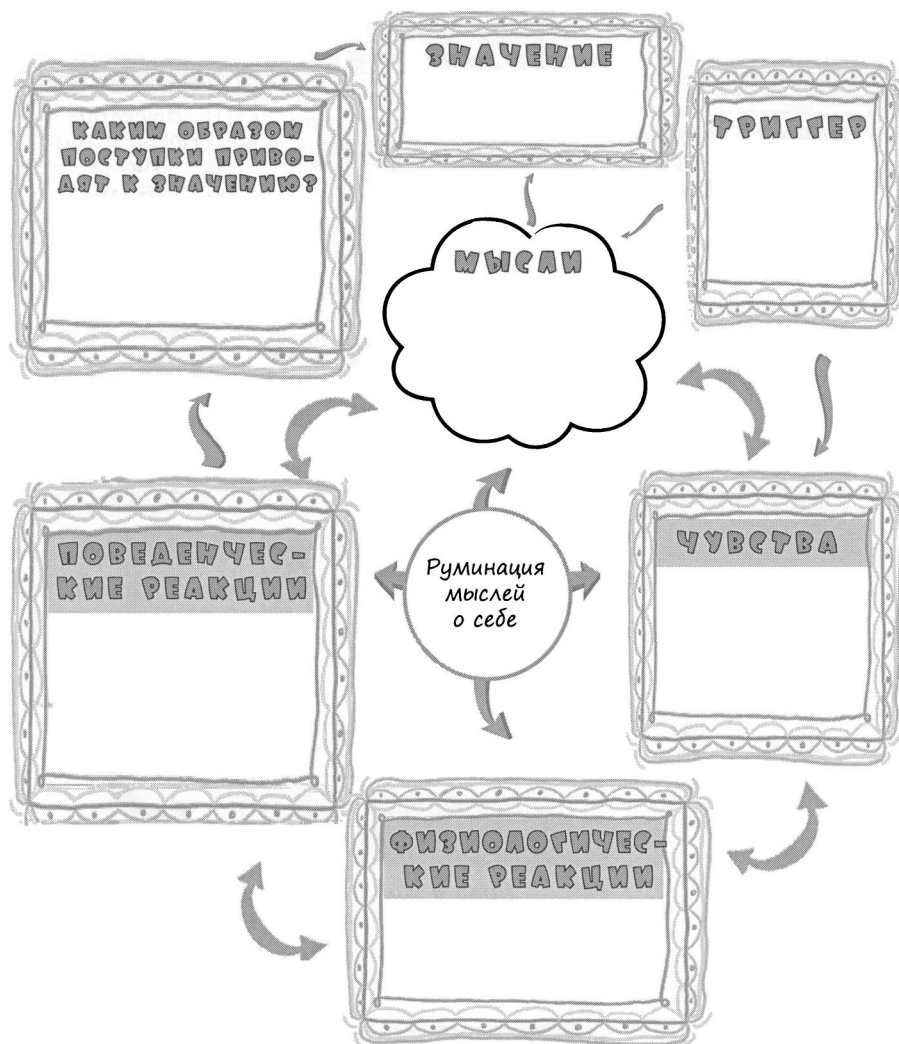 ЗНАЧЕНИЕ
КАКИМ ОБРАЗОМ
ПОСТУПКИ ПРИВО-
ДЯТ К ЗНАЧЕНИЮ?
ТРИГГЕР
МЫСЛИ
ПОВЕДЕНЧЕС-
КИЕ РЕАКЦИИ
Руминация
мыслей
о себе
ЧУВСТВА
ФИЗИОЛОГИЧЕС-
КИЕ РЕАКЦИИ